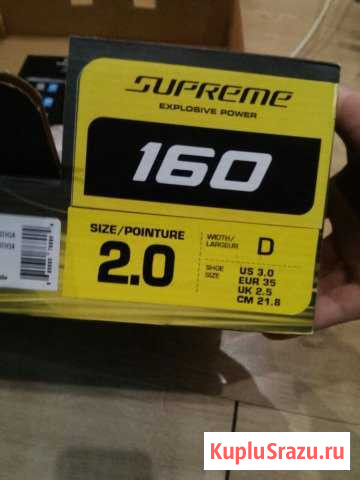 SUPREME
EXPLOSIVE POWER
160
SIZE/POINTURE
2.0
WIDTH/
LARGEUR
D
SHOE
SIZE
US 3.0
EUR 35
UK 2.5
CM 21.8
KupluSrazu.ru